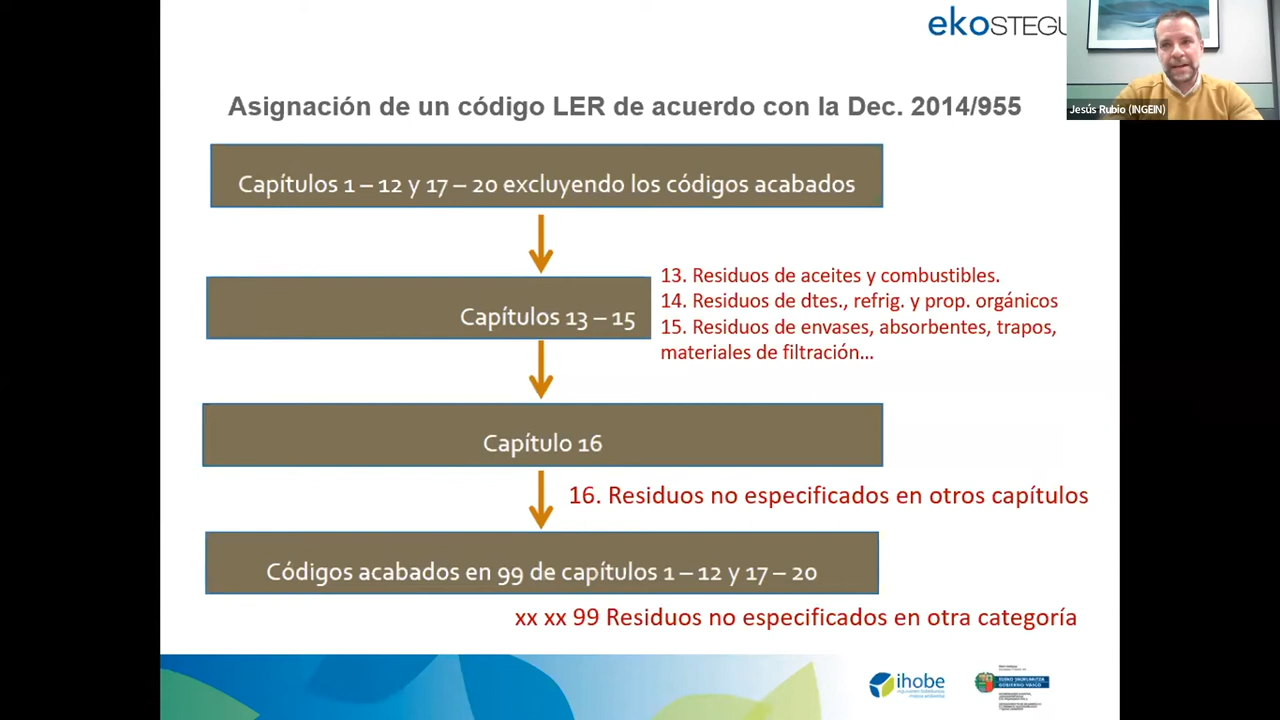 ekoSTEGU
Jesús Rubio (INGEIN)
Asignación de un código LER de acuerdo con la Dec. 2014/955
Capítulos 1 – 12 y 17 – 20 excluyendo los códigos acabados
13. Residuos de aceites y combustibles.
14. Residuos de dtes., refrig. y prop. orgánicos
15. Residuos de envases, absorbentes, trapos,
materiales de filtración...
Capítulos 13 – 15
Capítulo 16
16. Residuos no especificados en otros capítulos
Códigos acabados en 99 de capítulos 1 – 12 y 17 – 20
xx xx 99 Residuos no especificados en otra categoría
ihobe
EUSKO JAURLARITZA
GOBIERNO VASCO